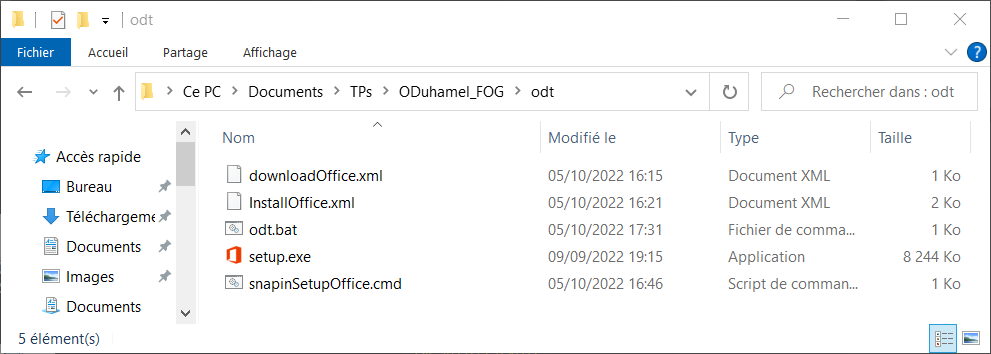 odt
Fichier Accueil Partage Affichage
Ce PC Documents TPs ODuhamel_FOG odt Rechercher dans : odt
Nom Modifié le Type Taille
Accès rapide
Bureau
Téléchargeme
Documents
Images
Documents
downloadOffice.xml 05/10/2022 16:15 Document XML 1 Ko
InstallOffice.xml 05/10/2022 16:21 Document XML 2 Ko
odt.bat 05/10/2022 17:31 Fichier de comma... 1 Ko
setup.exe 09/09/2022 19:15 Application 8 244 Ko
snapinSetupOffice.cmd 05/10/2022 16:46 Script de comman... 1 Ko
5 élément(s)